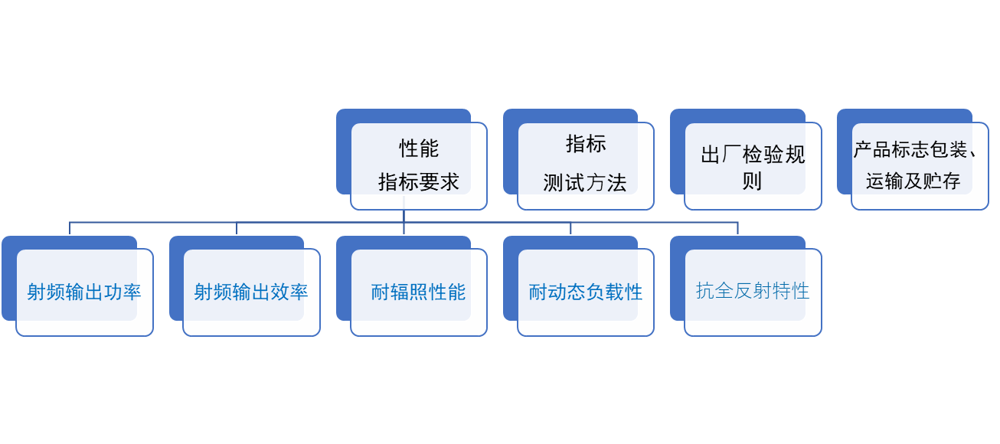 性能
指标要求
指标
测试方法
出厂检验规
则
产品标志包装、
运输及贮存
射频输出功率
射频输出效率
耐辐照性能
耐动态负载性
抗全反射特性